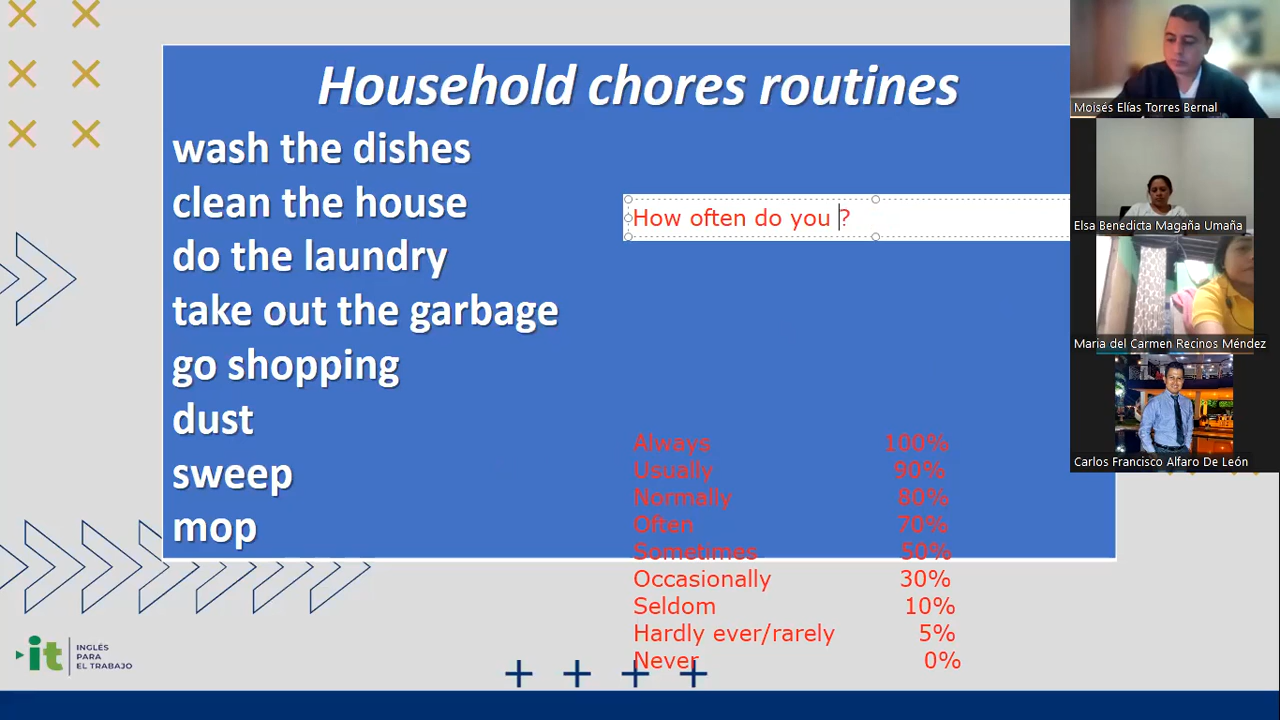 Household chores routines
wash the dishes
clean the house
do the laundry
take out the garbage
go shopping
dust
sweep
mop
How often do you ?
Always 100%
Usually 90%
Normally 80%
Often 70%
Sometimes 50%
Occasionally 30%
Seldom 10%
Hardly ever/rarely 5%
Never 0%
Moisés Elías Torres Bernal
Elsa Benedicta Magaña Umaña
Maria del Carmen Recinos Méndez
Carlos Francisco Alfaro De León
it
INGLÉS
PARA
EL TRABAJO